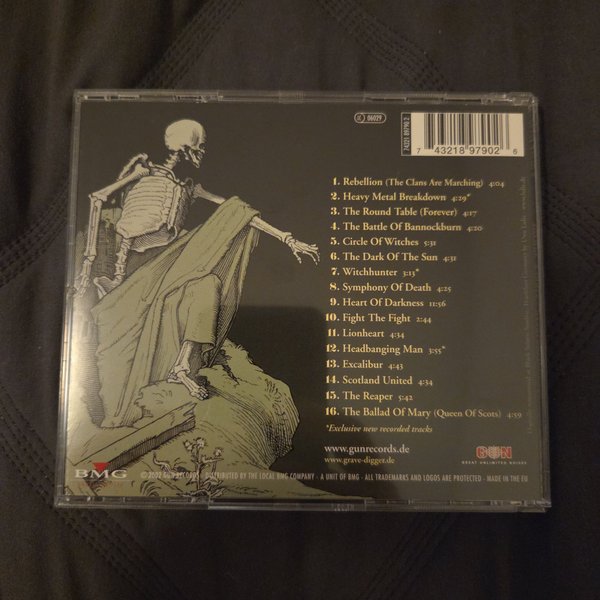 LC 06029
74321 89790 2
7 43218 97902 6
1. Rebellion (The Clans Are Marching) 4:04
2. Heavy Metal Breakdown 4:29*
3. The Round Table (Forever) 4:17
4. The Battle Of Bannockburn 4:20
5. Circle Of Witches 5:31
6. The Dark Of The Sun 4:31
7. Witchhunter 3:13*
8. Symphony Of Death 4:25
9. Heart Of Darkness 11:56
10. Fight The Fight 2:44
11. Lionheart 4:34
12. Headbanging Man 3:55*
13. Excalibur 4:43
14. Scotland United 4:34
15. The Reaper 5:42
16. The Ballad Of Mary (Queen Of Scots) 4:59
*Exclusive new recorded tracks
www.gunrecords.de
www.grave-digger.de
GUN
GREAT UNLIMITED NOISES
BMG
© 2002 GUN RECORDS · DISTRIBUTED BY THE LOCAL BMG COMPANY · A UNIT OF BMG · ALL TRADEMARKS AND LOGOS ARE PROTECTED · MADE IN THE EU